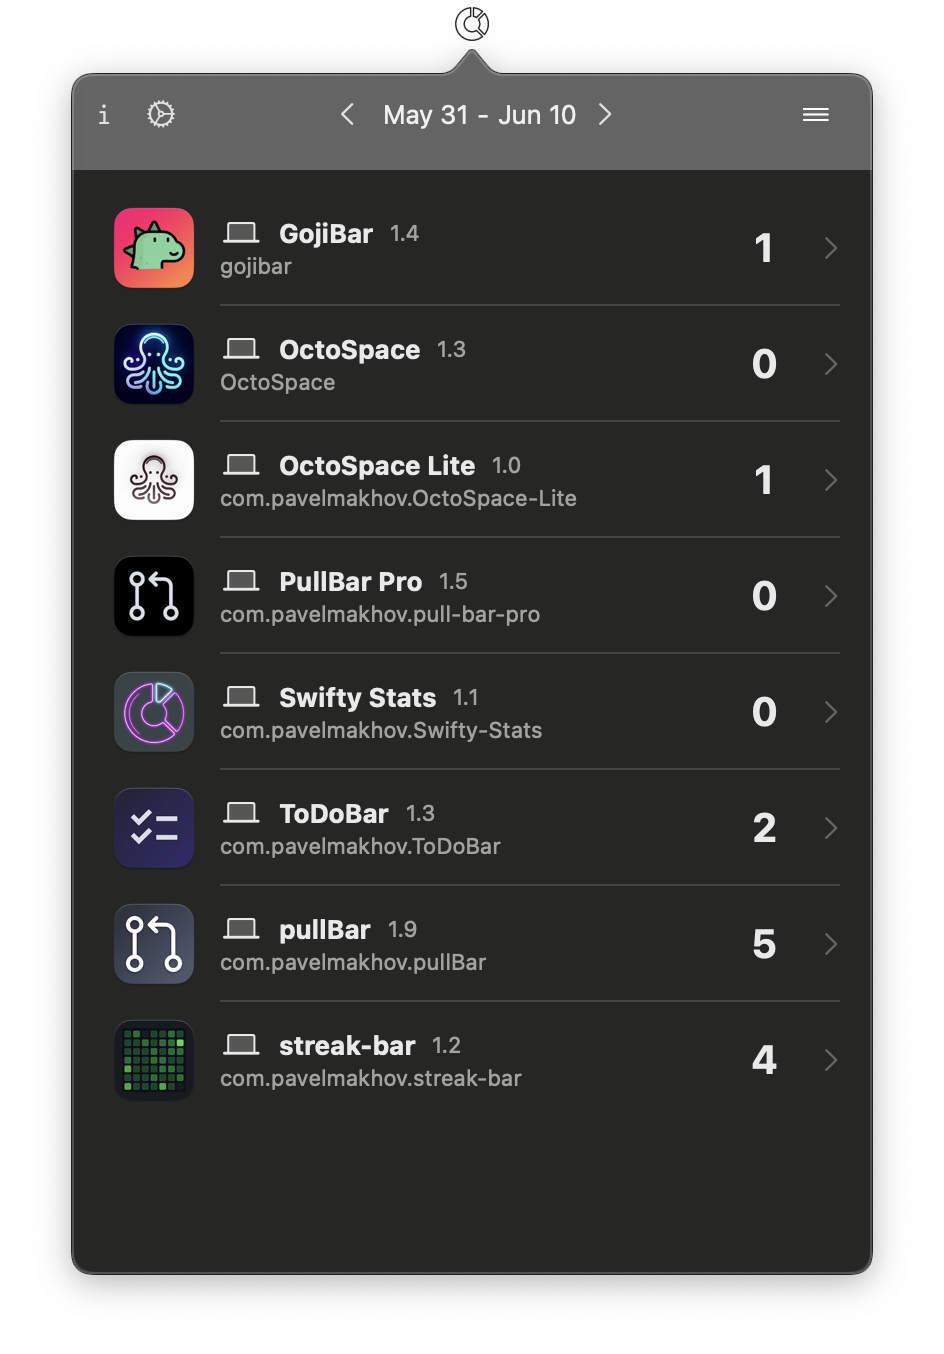 i
May 31 - Jun 10
GojiBar 1.4
gojibar
1
OctoSpace 1.3
OctoSpace
0
OctoSpace Lite 1.0
com.pavelmakhov.OctoSpace-Lite
1
PullBar Pro 1.5
com.pavelmakhov.pull-bar-pro
0
Swifty Stats 1.1
com.pavelmakhov.Swifty-Stats
0
ToDoBar 1.3
com.pavelmakhov.ToDoBar
2
pullBar 1.9
com.pavelmakhov.pullBar
5
streak-bar 1.2
com.pavelmakhov.streak-bar
4